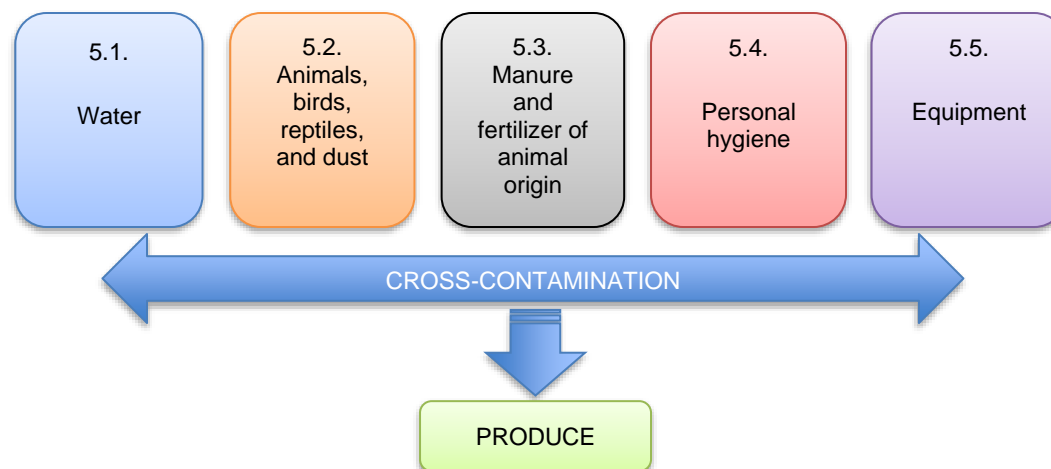 5.1.
Water
5.2.
Animals,
birds,
reptiles,
and dust
5.3.
Manure
and
fertilizer of
animal
origin
5.4.
Personal
hygiene
5.5.
Equipment
CROSS-CONTAMINATION
PRODUCE